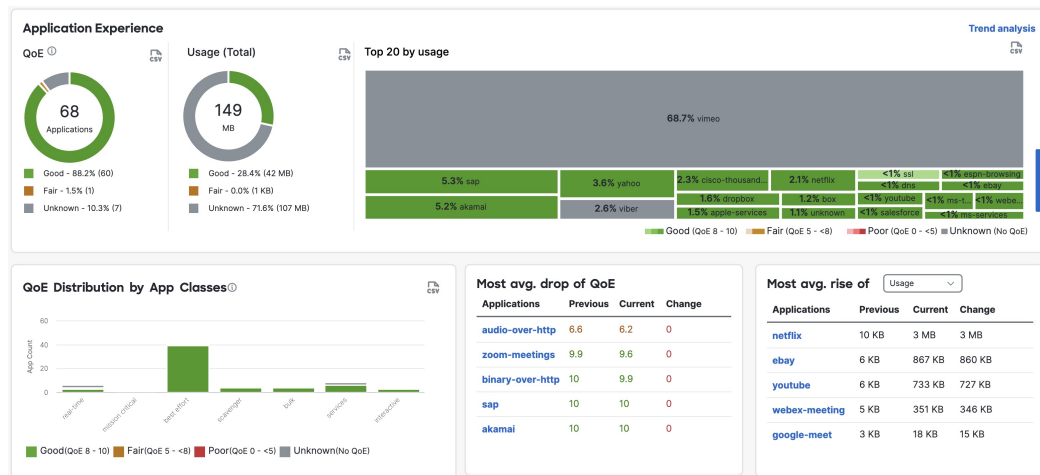 Application Experience
Trend analysis
QoE
CSV
Usage (Total)
CSV
Top 20 by usage
CSV
68
Applications
149
MB
Good - 88.2% (60)
Fair - 1.5% (1)
Unknown - 10.3% (7)
Good - 28.4% (42 MB)
Fair - 0.0% (1 KB)
Unknown - 71.6% (107 MB)
68.7% vimeo
5.3% sap
5.2% akamai
3.6% yahoo
2.6% viber
2.3% cisco-thousand...
2.1% netflix
1.6% dropbox
1.2% box
1.5% apple-services
1.1% unknown
<1% ssl
<1% espn-browsing
<1% dns
<1% ebay
<1% youtube
<1% ms-t...
<1% webe...
<1% salesforce
<1% ms-services
Good (QoE 8 - 10)
Fair (QoE 5 - <8)
Poor (QoE 0 - <5)
Unknown (No QoE)
QoE Distribution by App Classes
CSV
App Count
60
40
20
0
real-time
mission critical
best effort
scavenger
bulk
services
interactive
Good(QoE 8 - 10) Fair(QoE 5 - <8) Poor(QoE 0 - <5) Unknown(No QoE)
Most avg. drop of QoE
Applications Previous Current Change
audio-over-http 6.6 6.2 0
zoom-meetings 9.9 9.6 0
binary-over-http 10 9.9 0
sap 10 10 0
akamai 10 10 0
Most avg. rise of Usage
Applications Previous Current Change
netflix 10 KB 3 MB 3 MB
ebay 6 KB 867 KB 860 KB
youtube 6 KB 733 KB 727 KB
webex-meeting 5 KB 351 KB 346 KB
google-meet 3 KB 18 KB 15 KB